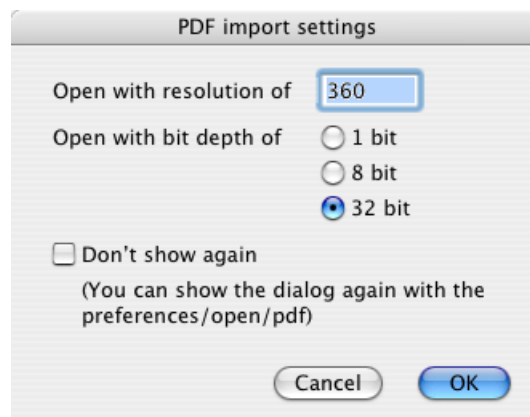 PDF import settings
Open with resolution of 360
Open with bit depth of 1 bit
8 bit
32 bit
Don't show again
(You can show the dialog again with the
preferences/open/pdf)
Cancel OK